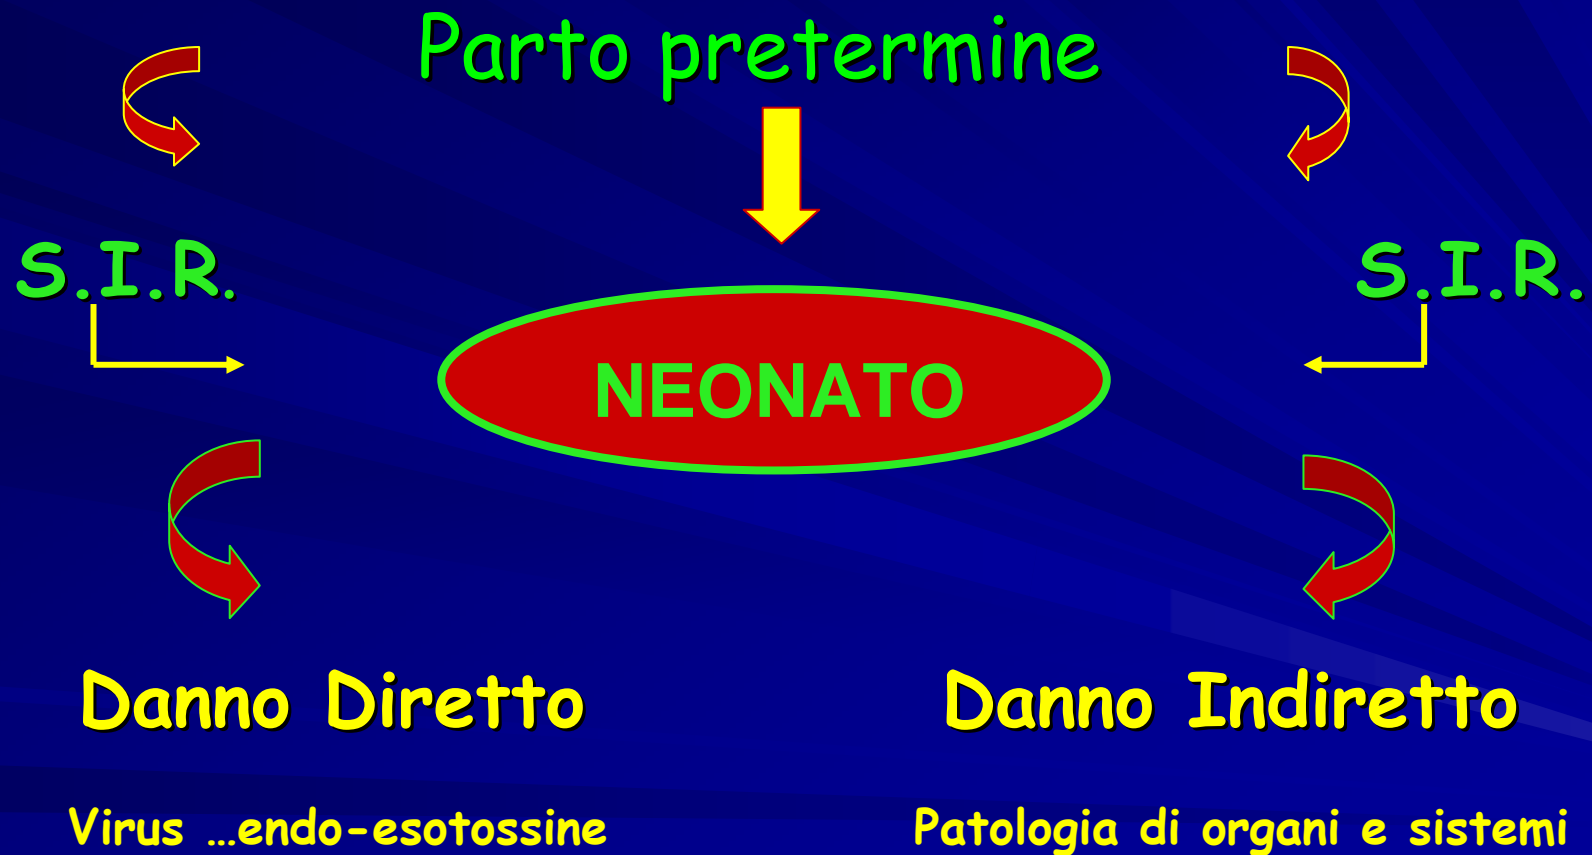 Parto pretermine
S.I.R.
S.I.R.
NEONATO
Danno Diretto
Danno Indiretto
Virus …endo-esotossine
Patologia di organi e sistemi